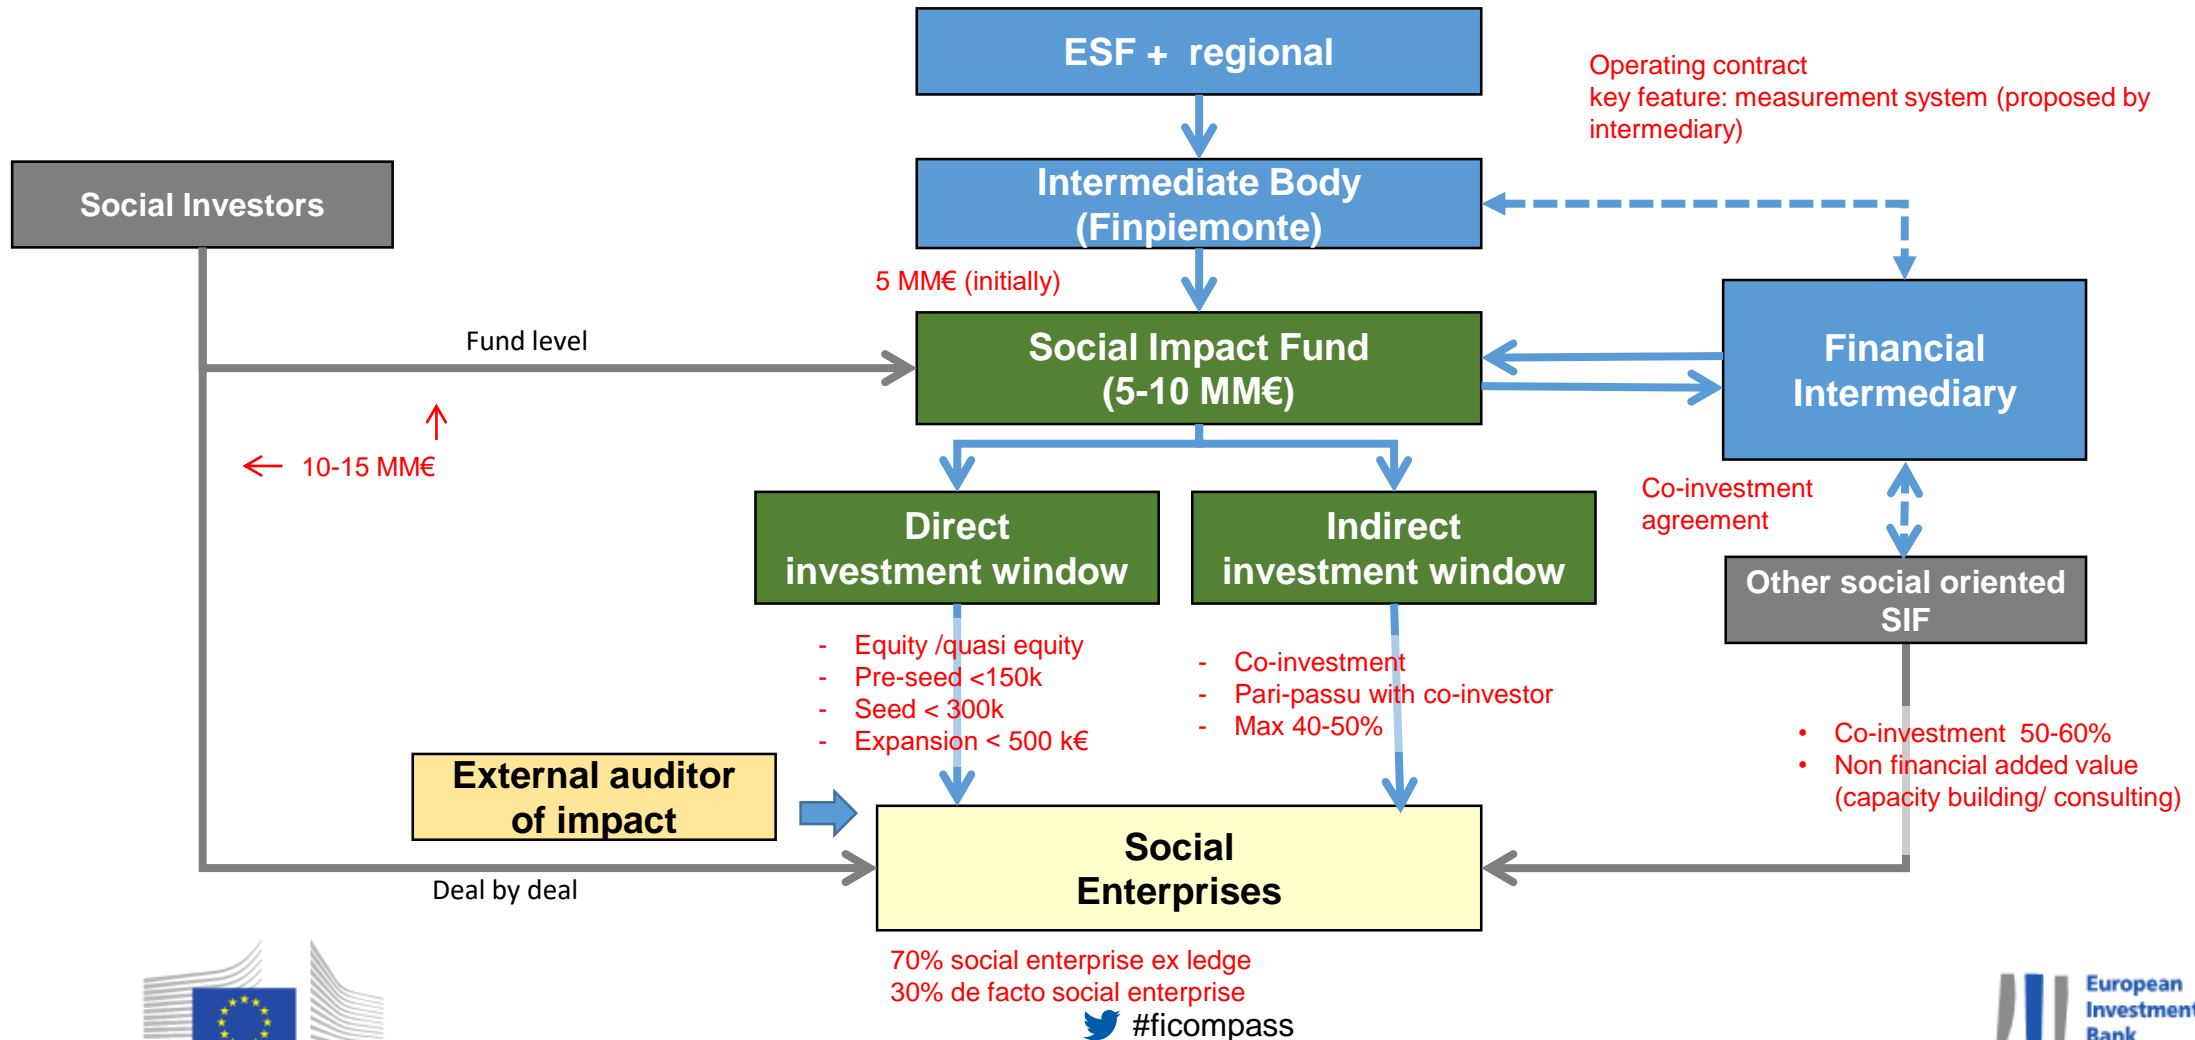 ESF + regional
Operating contract
key feature: measurement system (proposed by
intermediary)
Social Investors
Intermediate Body
(Finpiemonte)
5 MM€ (initially)
Fund level
Social Impact Fund
(5-10 MM€)
Financial
Intermediary
10-15 MM€
Co-investment
agreement
Direct
investment window
Indirect
investment window
Other social oriented
SIF
- Equity /quasi equity
- Pre-seed <150k
- Seed < 300k
- Expansion < 500 k€
- Co-investment
- Pari-passu with co-investor
- Max 40-50%
• Co-investment 50-60%
• Non financial added value
(capacity building/ consulting)
External auditor
of impact
Social
Enterprises
Deal by deal
70% social enterprise ex ledge
30% de facto social enterprise
#ficompass
European
Investment
Bank